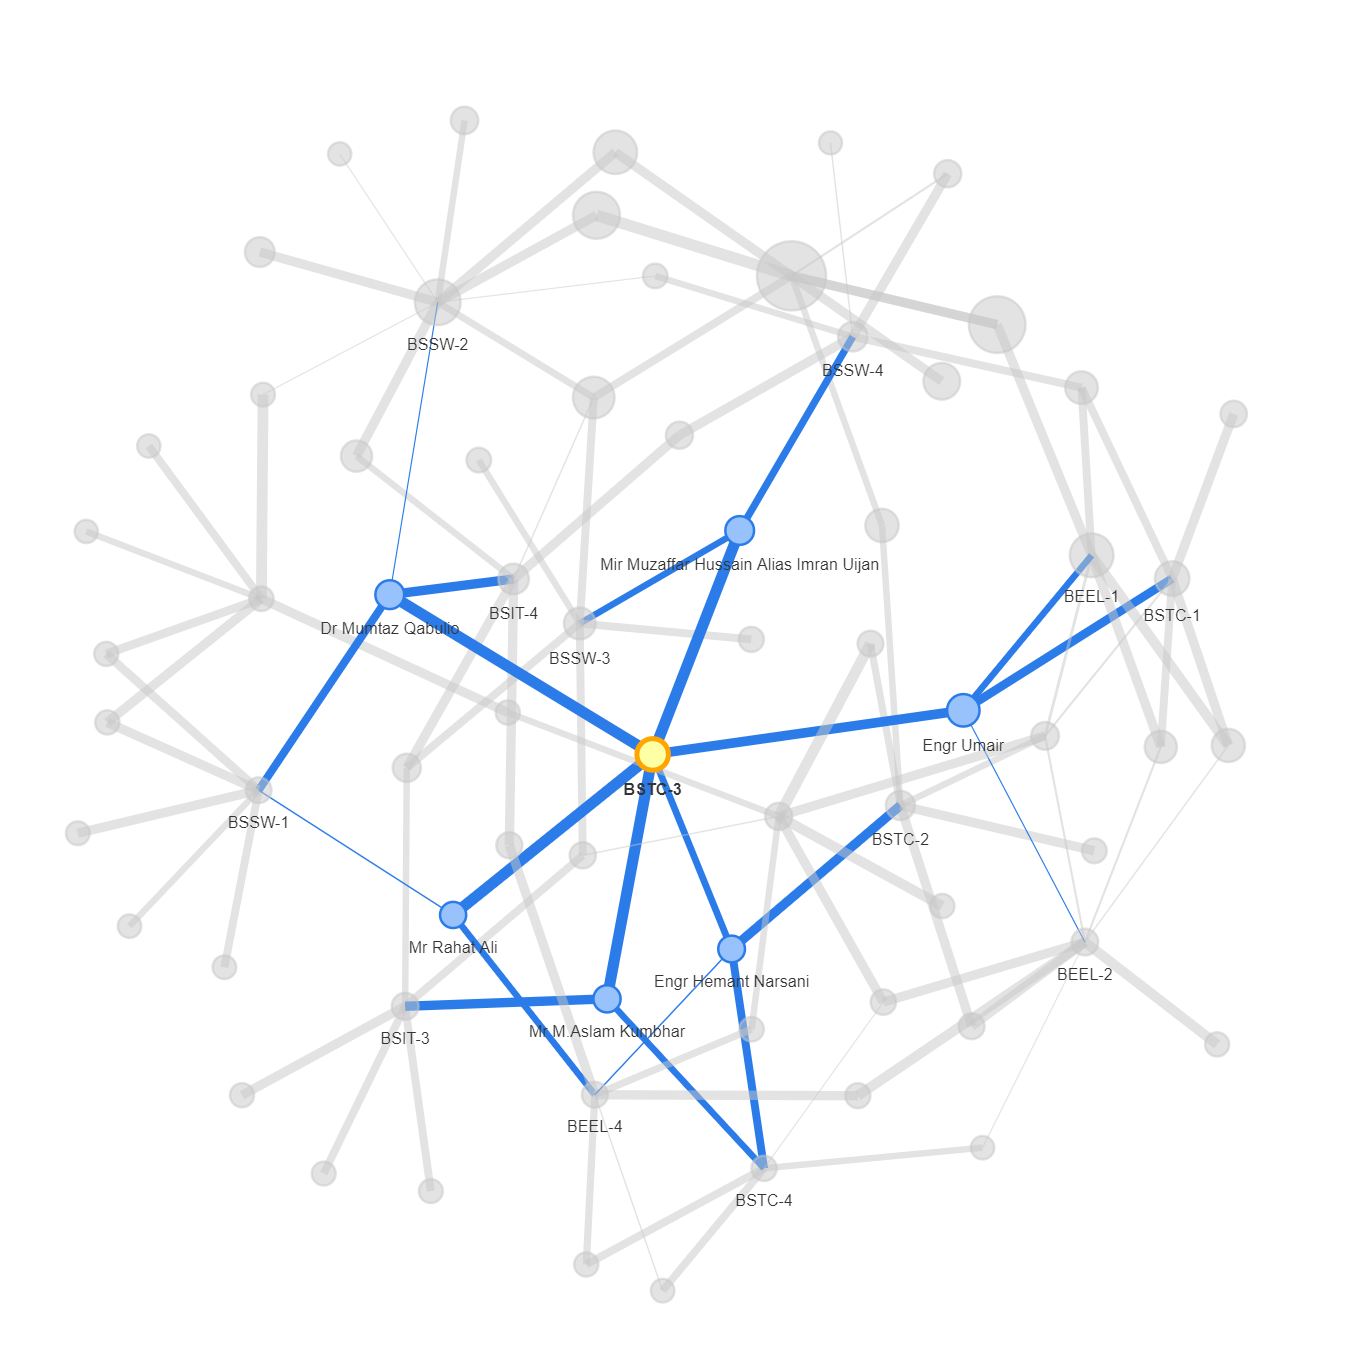 BSSW-2
BSSW-4
Mir Muzaffar Hussain Alias Imran Uijan
BEEL-1
BSIT-4
BSTC-1
Dr Mumtaz Qabulio
BSSW-3
Engr Umair
BSTC-3
BSSW-1
BSTC-2
Mr Rahat Ali
BEEL-2
Engr Hemant Narsani
Mr M.Aslam Kumbhar
BSIT-3
BEEL-4
BSTC-4